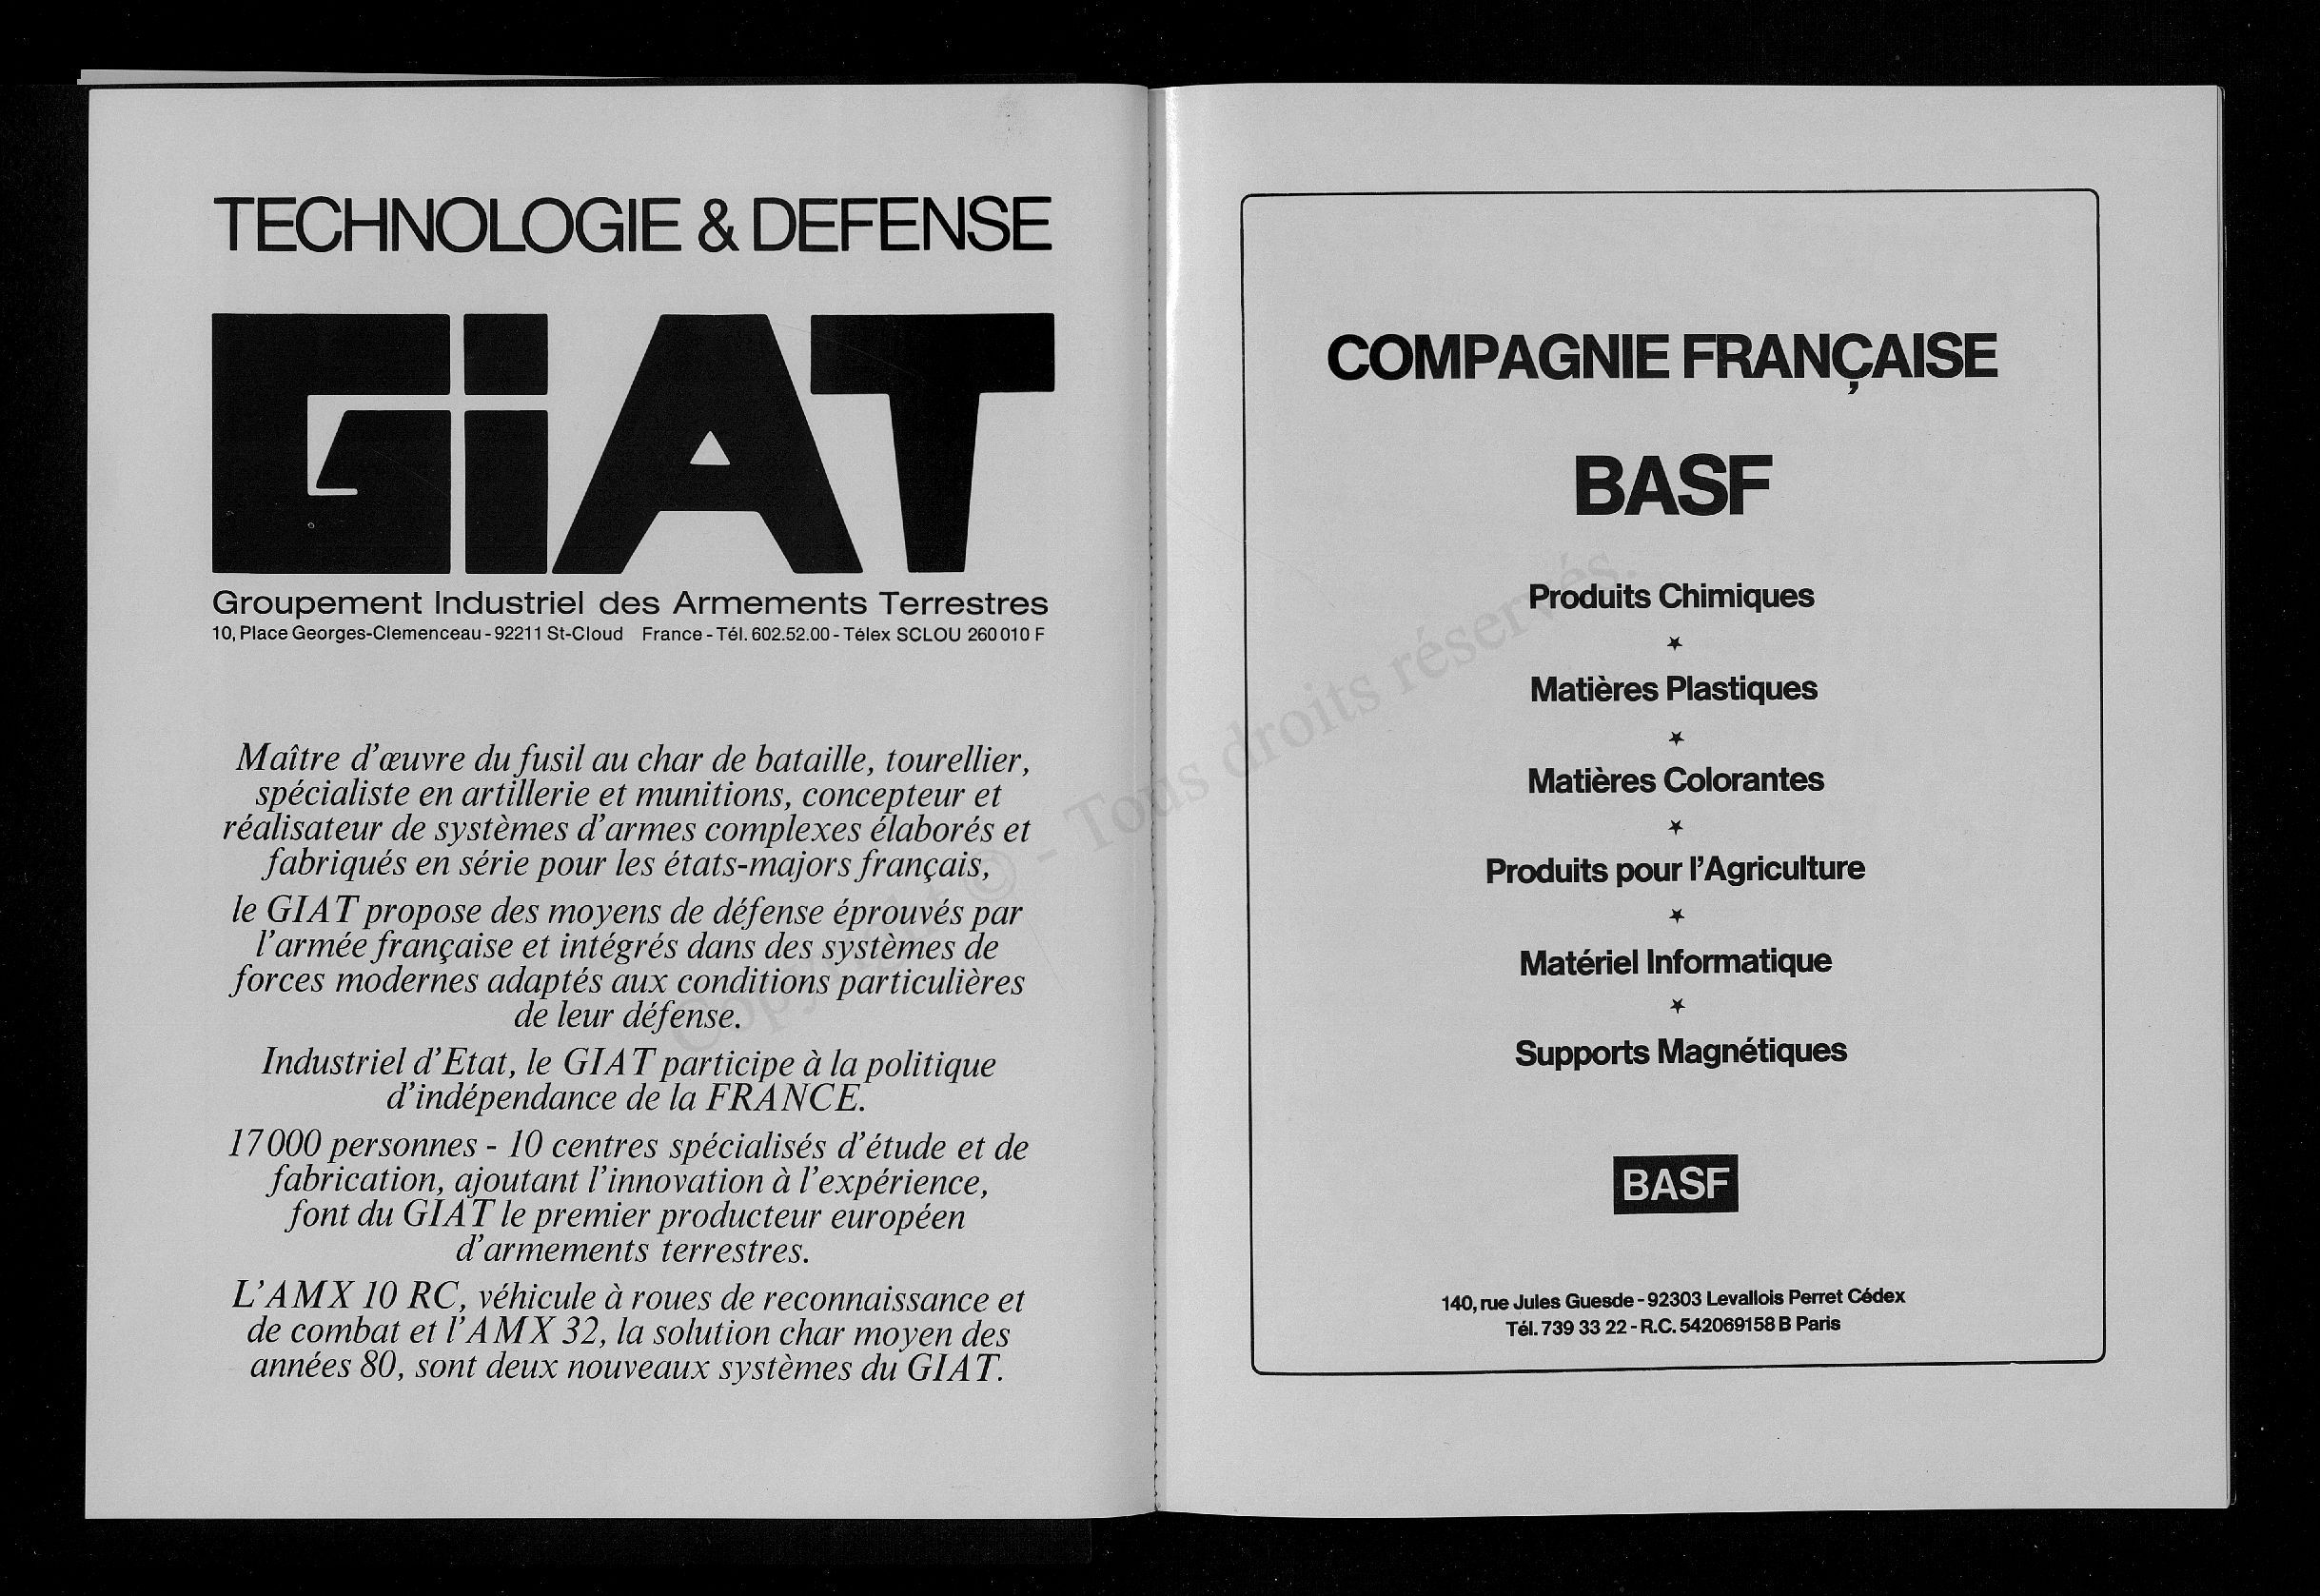 TECHNOLOGIE & DEFENSE
GiAT
Groupement Industriel des Armements Terrestres
10, Place Georges-Clemenceau - 92211 St-Cloud France - Tél. 602.52.00 - Télex SCLOU 260 010 F
Maître d'œuvre du fusil au char de bataille, tourellier,
spécialiste en artillerie et munitions, concepteur et
réalisateur de systèmes d'armes complexes élaborés et
fabriqués en série pour les états-majors français,
le GIAT propose des moyens de défense éprouvés par
l'armée française et intégrés dans des systèmes de
forces modernes adaptés aux conditions particulières
de leur défense.
Industriel d'Etat, le GIAT participe à la politique
d'indépendance de la FRANCE.
17000 personnes - 10 centres spécialisés d'étude et de
fabrication, ajoutant l'innovation à l'expérience,
font du GIAT le premier producteur européen
d'armements terrestres.
L'AMX 10 RC, véhicule à roues de reconnaissance et
de combat et l'AMX 32, la solution char moyen des
années 80, sont deux nouveaux systèmes du GIAT.
COMPAGNIE FRANÇAISE
BASF
Produits Chimiques
★
Matières Plastiques
★
Matières Colorantes
★
Produits pour l'Agriculture
★
Matériel Informatique
★
Supports Magnétiques
BASF
140, rue Jules Guesde - 92303 Levallois Perret Cédex
Tél. 739 33 22 - R.C. 542069158 B Paris
Copyright © - Tous droits réservés.